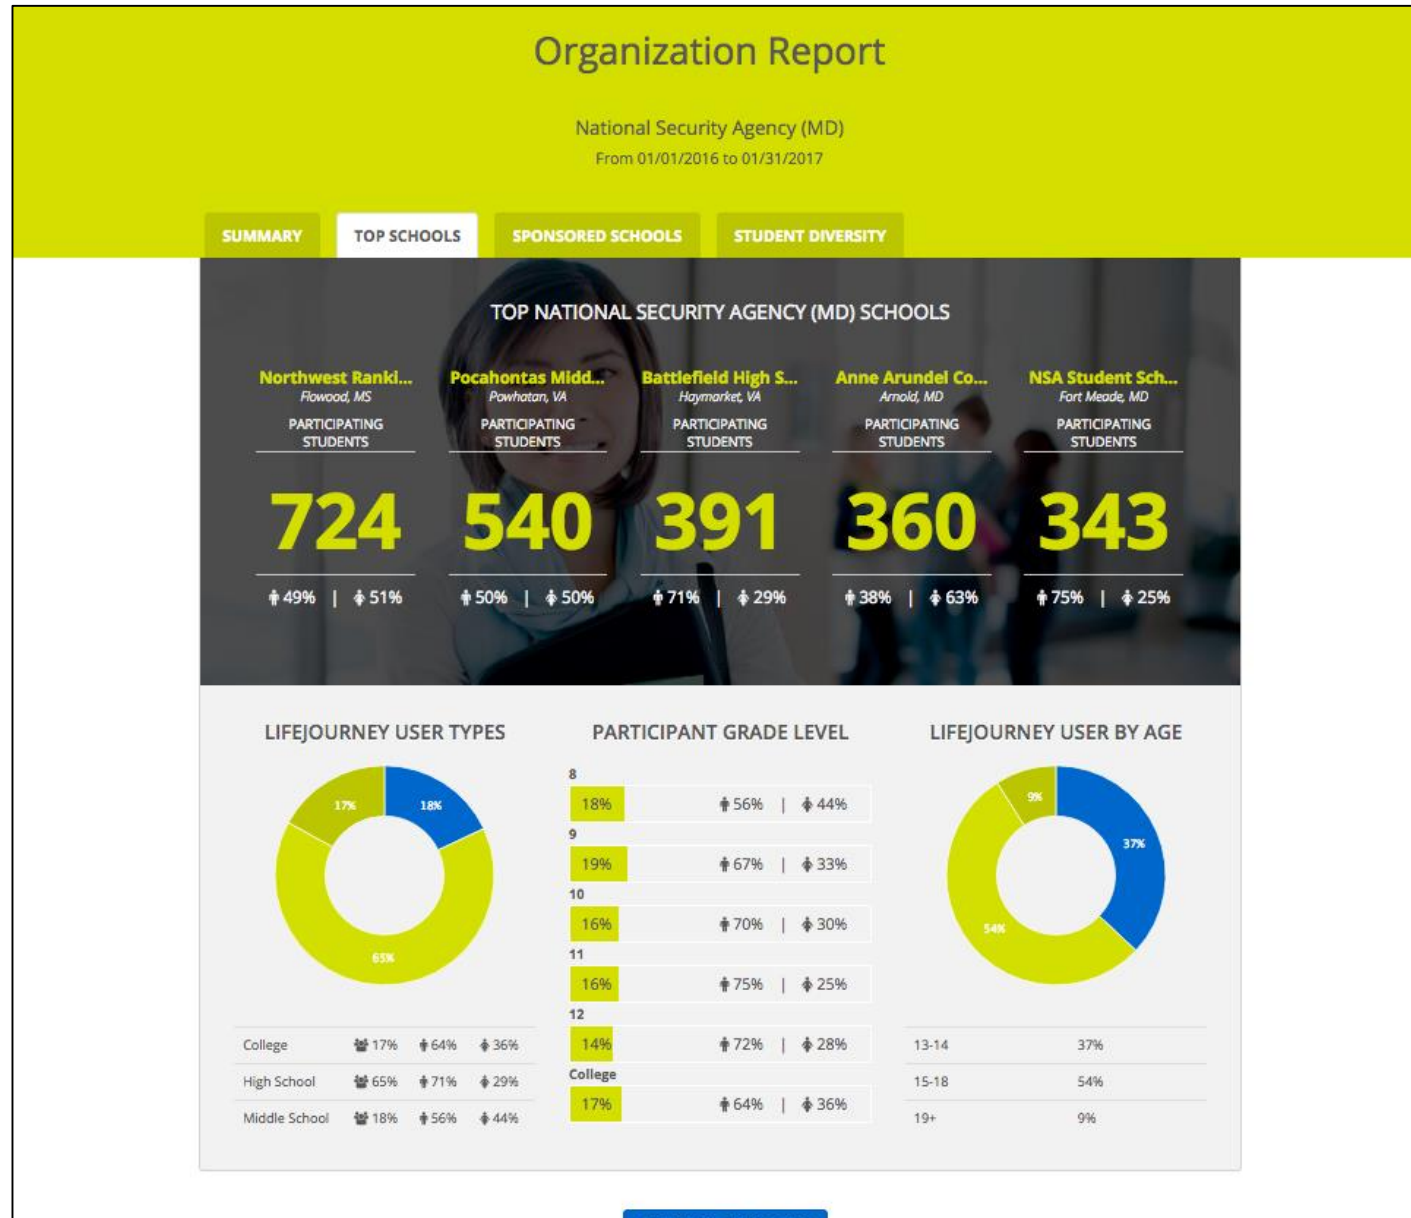 Organization Report
National Security Agency (MD)
From 01/01/2016 to 01/31/2017
SUMMARY TOP SCHOOLS SPONSORED SCHOOLS STUDENT DIVERSITY
TOP NATIONAL SECURITY AGENCY (MD) SCHOOLS
Northwest Ranki... Pocahontas Midd... Battlefield High S... Anne Arundel Co... NSA Student Sch...
Flowood, MS Powhatan, VA Haymarket, VA Arnold, MD Fort Meade, MD
PARTICIPATING PARTICIPATING PARTICIPATING PARTICIPATING PARTICIPATING
STUDENTS STUDENTS STUDENTS STUDENTS STUDENTS
724 540 391 360 343
49% | 51% 50% | 50% 71% | 29% 38% | 63% 75% | 25%
LIFEJOURNEY USER TYPES
17% 18%
65%
College 17% 64% 36%
High School 65% 71% 29%
Middle School 18% 56% 44%
PARTICIPANT GRADE LEVEL
8
18% 56% | 44%
9
19% 67% | 33%
10
16% 70% | 30%
11
16% 75% | 25%
12
14% 72% | 28%
College
17% 64% | 36%
LIFEJOURNEY USER BY AGE
9%
37%
54%
13-14 37%
15-18 54%
19+ 9%